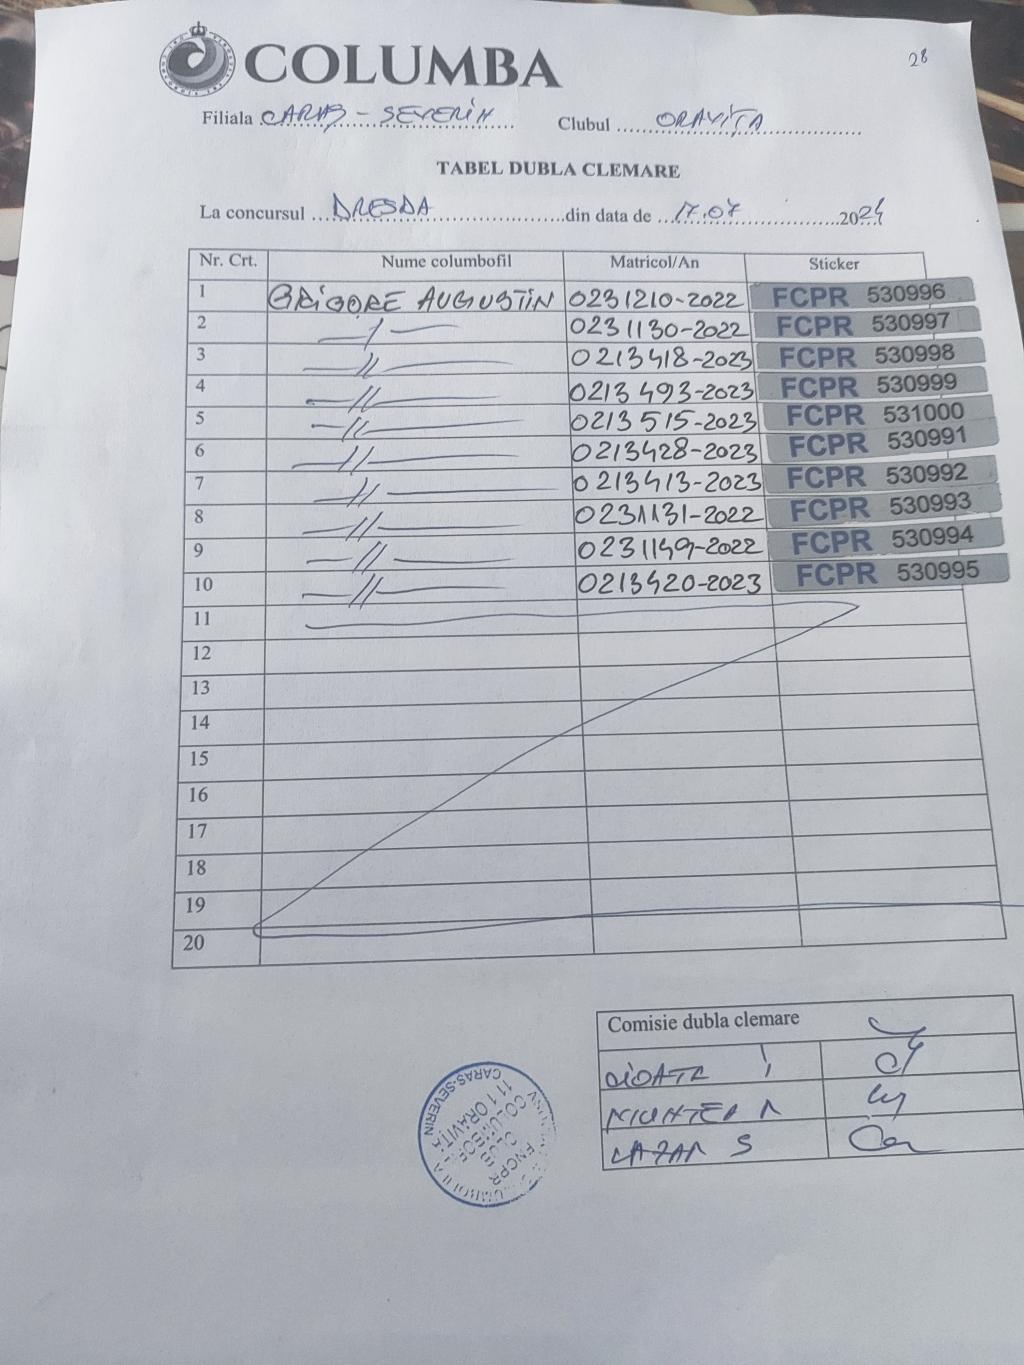 COLUMBA
28
Filiala CARAȘ - SEVERIN Clubul ORAVIȚA
TABEL DUBLA CLEMARE
La concursul DRESDA din data de 17.07 2024
Nr. Crt. Nume columbofil Matricol/An Sticker
1 GRIGORE AUGUSTIN 0231210-2022 FCPR 530996
2 —//— 0231130-2022 FCPR 530997
3 —//— 0213418-2023 FCPR 530998
4 —//— 0213493-2023 FCPR 530999
5 —//— 0213515-2023 FCPR 531000
6 —//— 0213428-2023 FCPR 530991
7 —//— 0213413-2023 FCPR 530992
8 —//— 0231131-2022 FCPR 530993
9 —//— 0231149-2022 FCPR 530994
10 —//— 0213420-2023 FCPR 530995
11
12
13
14
15
16
17
18
19
20
Comisie dubla clemare
LAZAR S
CARAS-SEVERIN
111 ORAVITA
CLUB
FNCPR